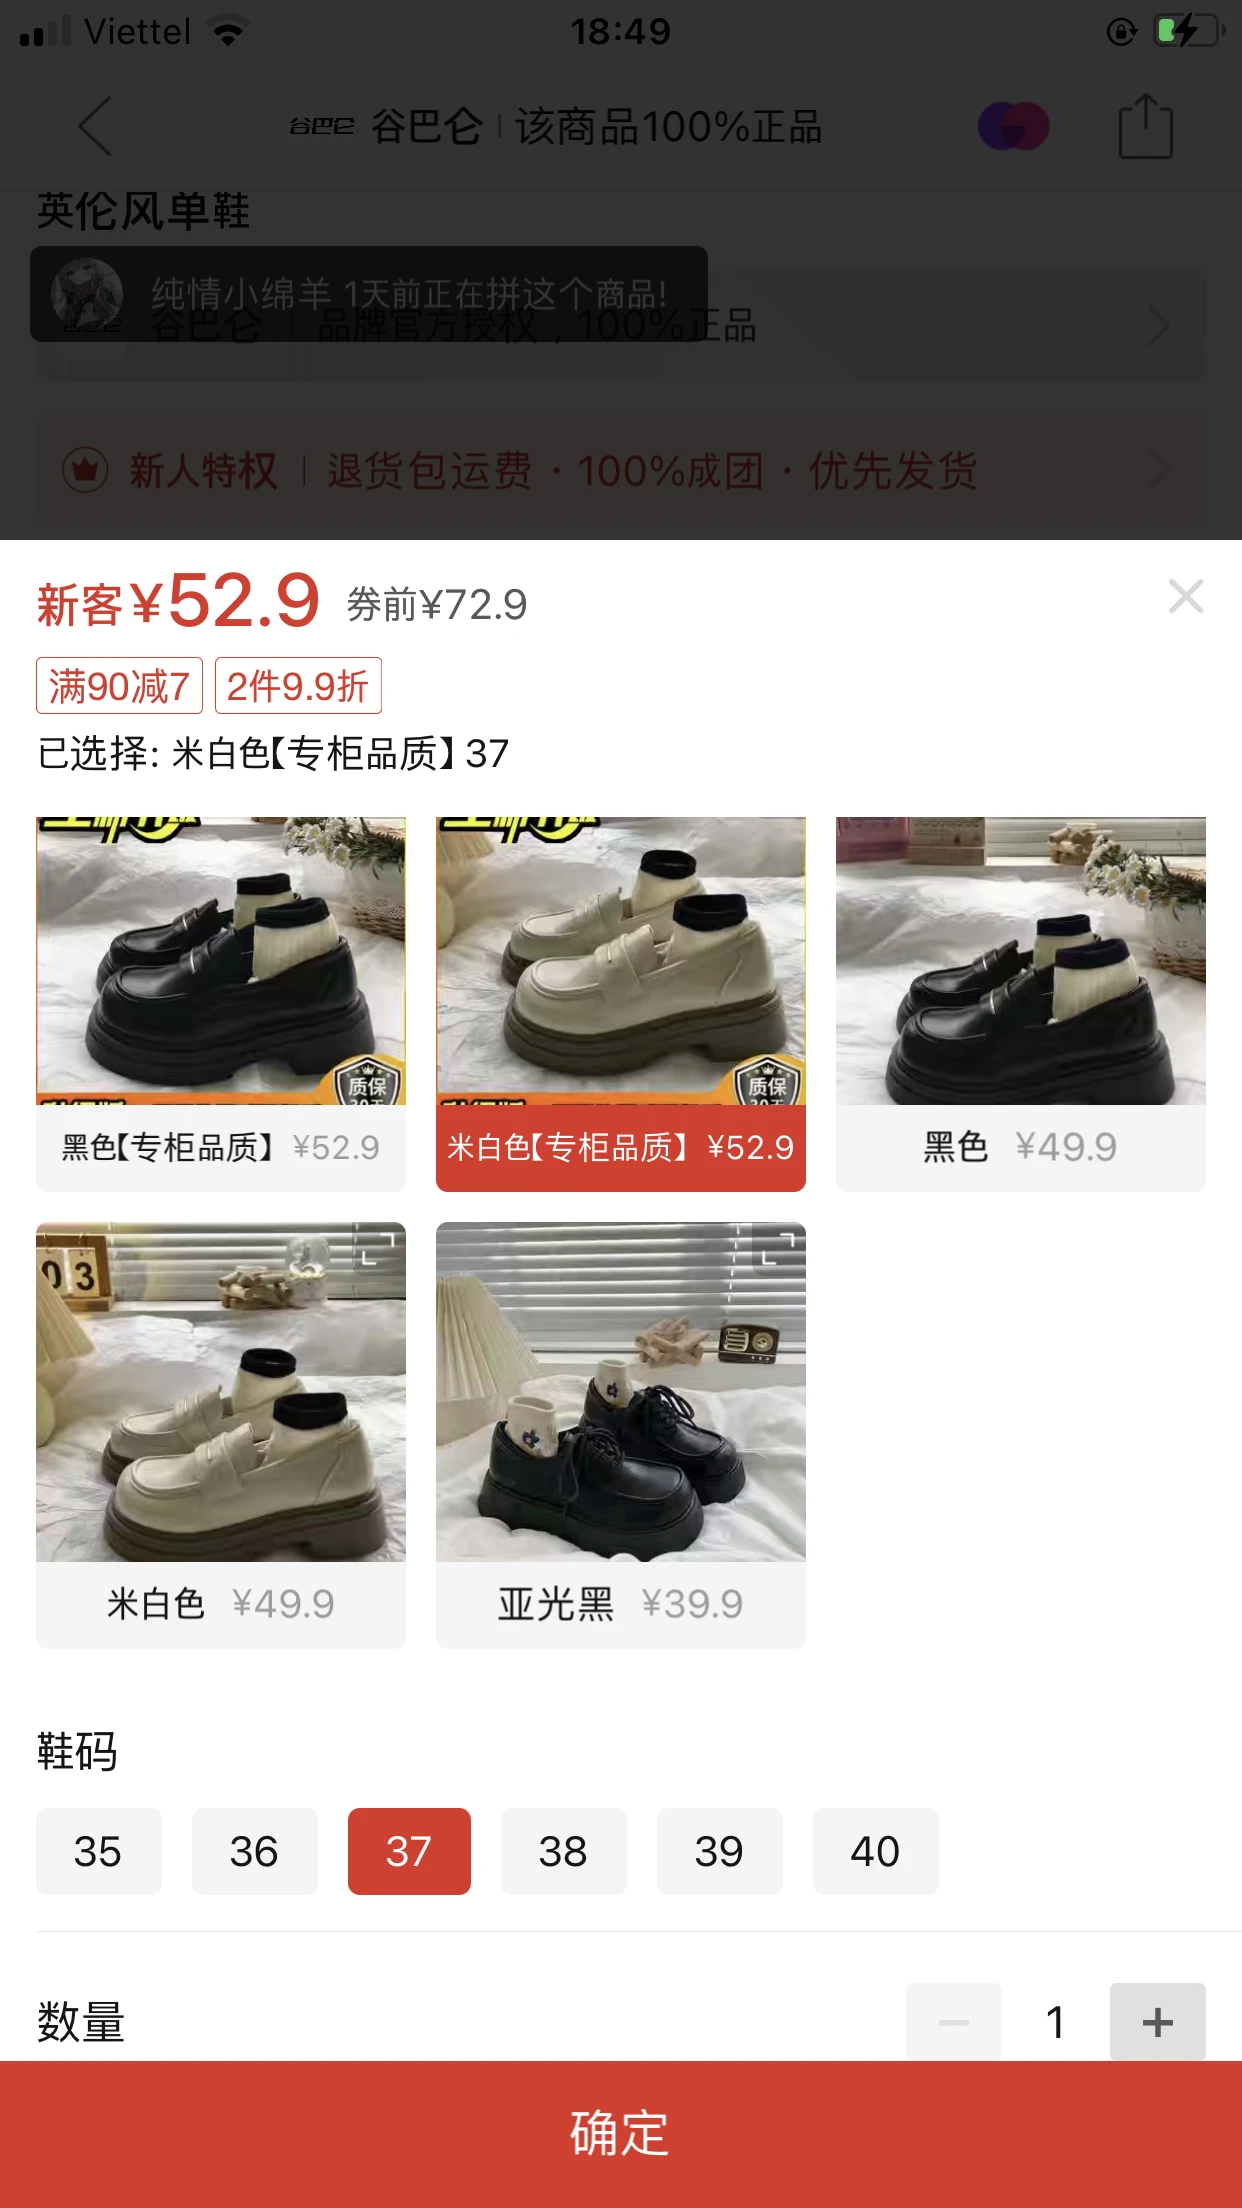 Viettel 18:49
谷巴仑 谷巴仑 | 该商品100%正品
英伦风单鞋
纯情小绵羊 1天前正在拼这个商品!
谷巴仑 品牌官方授权，100%正品
新人特权 | 退货包运费 · 100%成团 · 优先发货
新客¥52.9 券前¥72.9
满90减7 2件9.9折
已选择: 米白色【专柜品质】 37
质保
质保
黑色【专柜品质】 ¥52.9
米白色【专柜品质】 ¥52.9
黑色 ¥49.9
03
米白色 ¥49.9
亚光黑 ¥39.9
鞋码
35 36 37 38 39 40
数量 1
确定